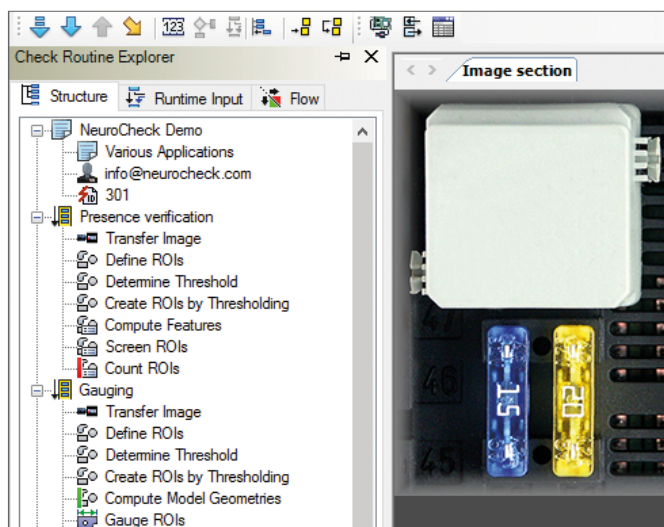 123
Check Routine Explorer
Image section
Structure
Runtime Input
Flow
NeuroCheck Demo
Various Applications
info@neurocheck.com
ID 301
Presence verification
Transfer Image
Define ROIs
Determine Threshold
Create ROIs by Thresholding
Compute Features
Screen ROIs
Count ROIs
Gauging
Transfer Image
Define ROIs
Determine Threshold
Create ROIs by Thresholding
Compute Model Geometries
Gauge ROIs
47
46
45
15
20